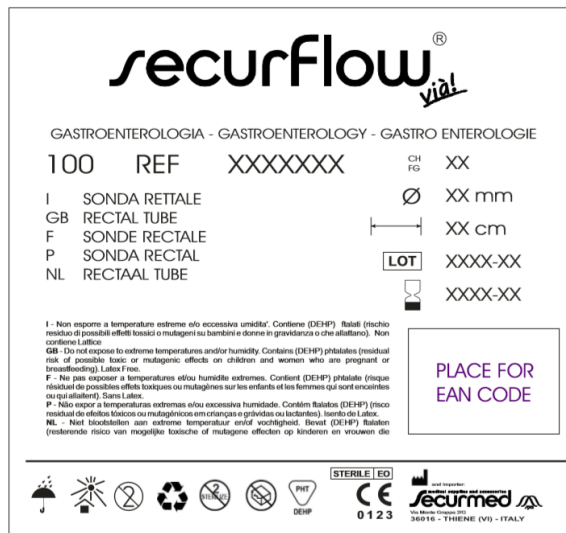 securflow®
vià!
GASTROENTEROLOGIA - GASTROENTEROLOGY - GASTRO ENTEROLOGIE
100 REF XXXXXXX CH FG XX
I SONDA RETTALE Ø XX mm
GB RECTAL TUBE
F SONDE RECTALE XX cm
P SONDA RECTAL LOT XXXX-XX
NL RECTAAL TUBE
XXXX-XX
I - Non esporre a temperature estreme e/o eccessiva umidita'. Contiene (DEHP) ftalati (rischio
residuo di possibili effetti tossici o mutageni su bambini e donne in gravidanza o che allattano). Non
contiene Lattice
GB - Do not expose to extreme temperatures and/or humidity. Contains (DEHP) phtalates (residual
risk of possible toxic or mutagenic effects on children and women who are pregnant or
breastfeeding). Latex Free.
F - Ne pas exposer a temperatures et/ou humidite extremes. Contient (DEHP) phtalate (risque
résiduel de possibles effets toxiques ou mutagènes sur les enfants et les femmes qui sont enceintes
ou qui allaitent). Sans Latex.
P - Não expor a temperaturas extremas e/ou excessiva humidade. Contém ftalatos (DEHP) (risco
residual de efeitos tóxicos ou mutagénicos em crianças e grávidas ou lactantes). Isento de Latex.
NL - Niet blootstellen aan extreme temperatuur en/of vochtigheid. Bevat (DEHP) ftalaten
(resterende risico van mogelijke toxische of mutagene effecten op kinderen en vrouwen die
PLACE FOR
EAN CODE
2
2
STERILIZE
PHT
DEHP
STERILE EO
CE
0123
and Importer:
medical supplies and accessories
securmed
Via Monte Grappa
36016 - THIENE (VI) - ITALY